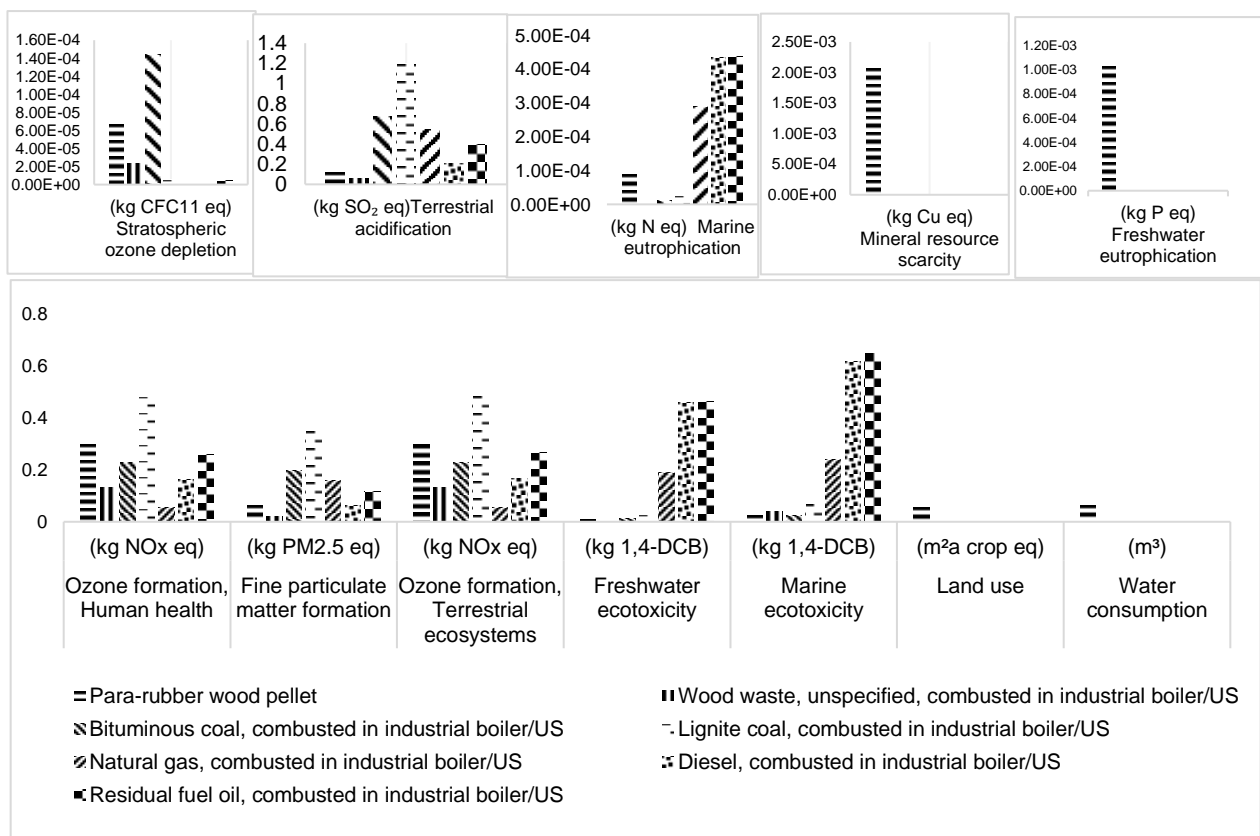 1.60E-04
1.40E-04
1.20E-04
1.00E-04
8.00E-05
6.00E-05
4.00E-05
2.00E-05
0.00E+00
(kg CFC11 eq)
Stratospheric
ozone depletion
1.4
1.2
1
0.8
0.6
0.4
0.2
0
(kg SO₂ eq)Terrestrial
acidification
5.00E-04
4.00E-04
3.00E-04
2.00E-04
1.00E-04
0.00E+00
(kg N eq) Marine
eutrophication
2.50E-03
2.00E-03
1.50E-03
1.00E-03
5.00E-04
0.00E+00
(kg Cu eq)
Mineral resource
scarcity
1.20E-03
1.00E-03
8.00E-04
6.00E-04
4.00E-04
2.00E-04
0.00E+00
(kg P eq)
Freshwater
eutrophication
0.8
0.6
0.4
0.2
0
(kg NOx eq)
Ozone formation,
Human health
(kg PM2.5 eq)
Fine particulate
matter formation
(kg NOx eq)
Ozone formation,
Terrestrial
ecosystems
(kg 1,4-DCB)
Freshwater
ecotoxicity
(kg 1,4-DCB)
Marine
ecotoxicity
(m²a crop eq)
Land use
(m³)
Water
consumption
Para-rubber wood pellet
Wood waste, unspecified, combusted in industrial boiler/US
Bituminous coal, combusted in industrial boiler/US
Lignite coal, combusted in industrial boiler/US
Natural gas, combusted in industrial boiler/US
Diesel, combusted in industrial boiler/US
Residual fuel oil, combusted in industrial boiler/US